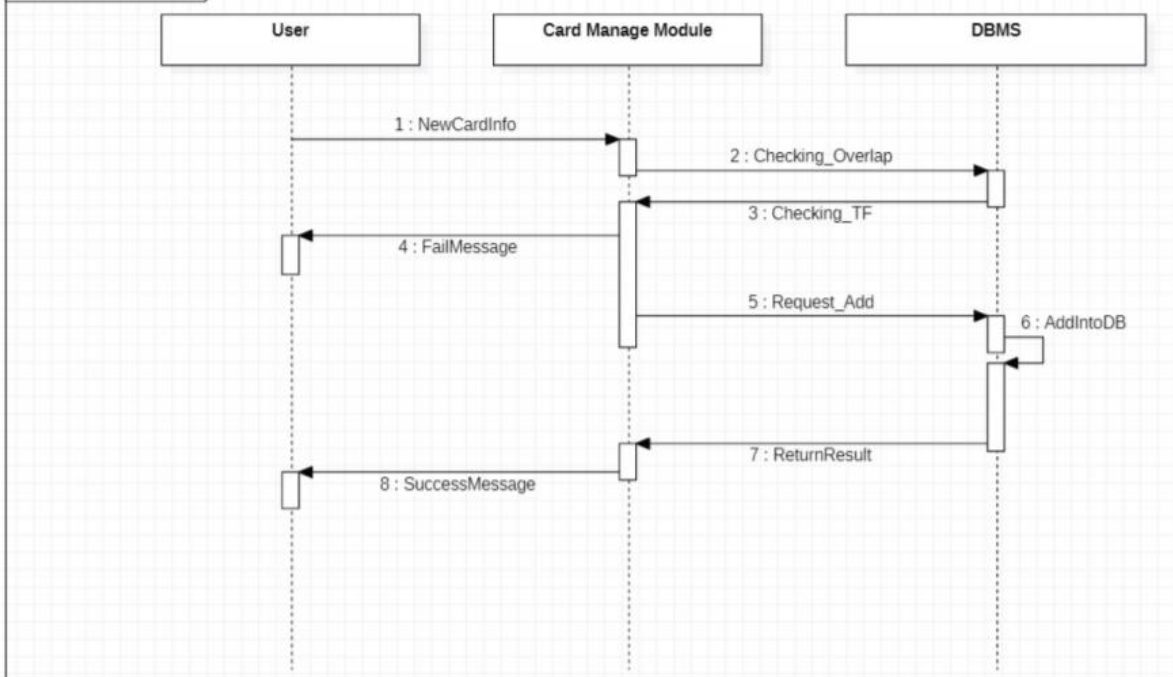 User
Card Manage Module
DBMS
1 : NewCardInfo
2 : Checking_Overlap
3 : Checking_TF
4 : FailMessage
5 : Request_Add
6 : AddIntoDB
7 : ReturnResult
8 : SuccessMessage